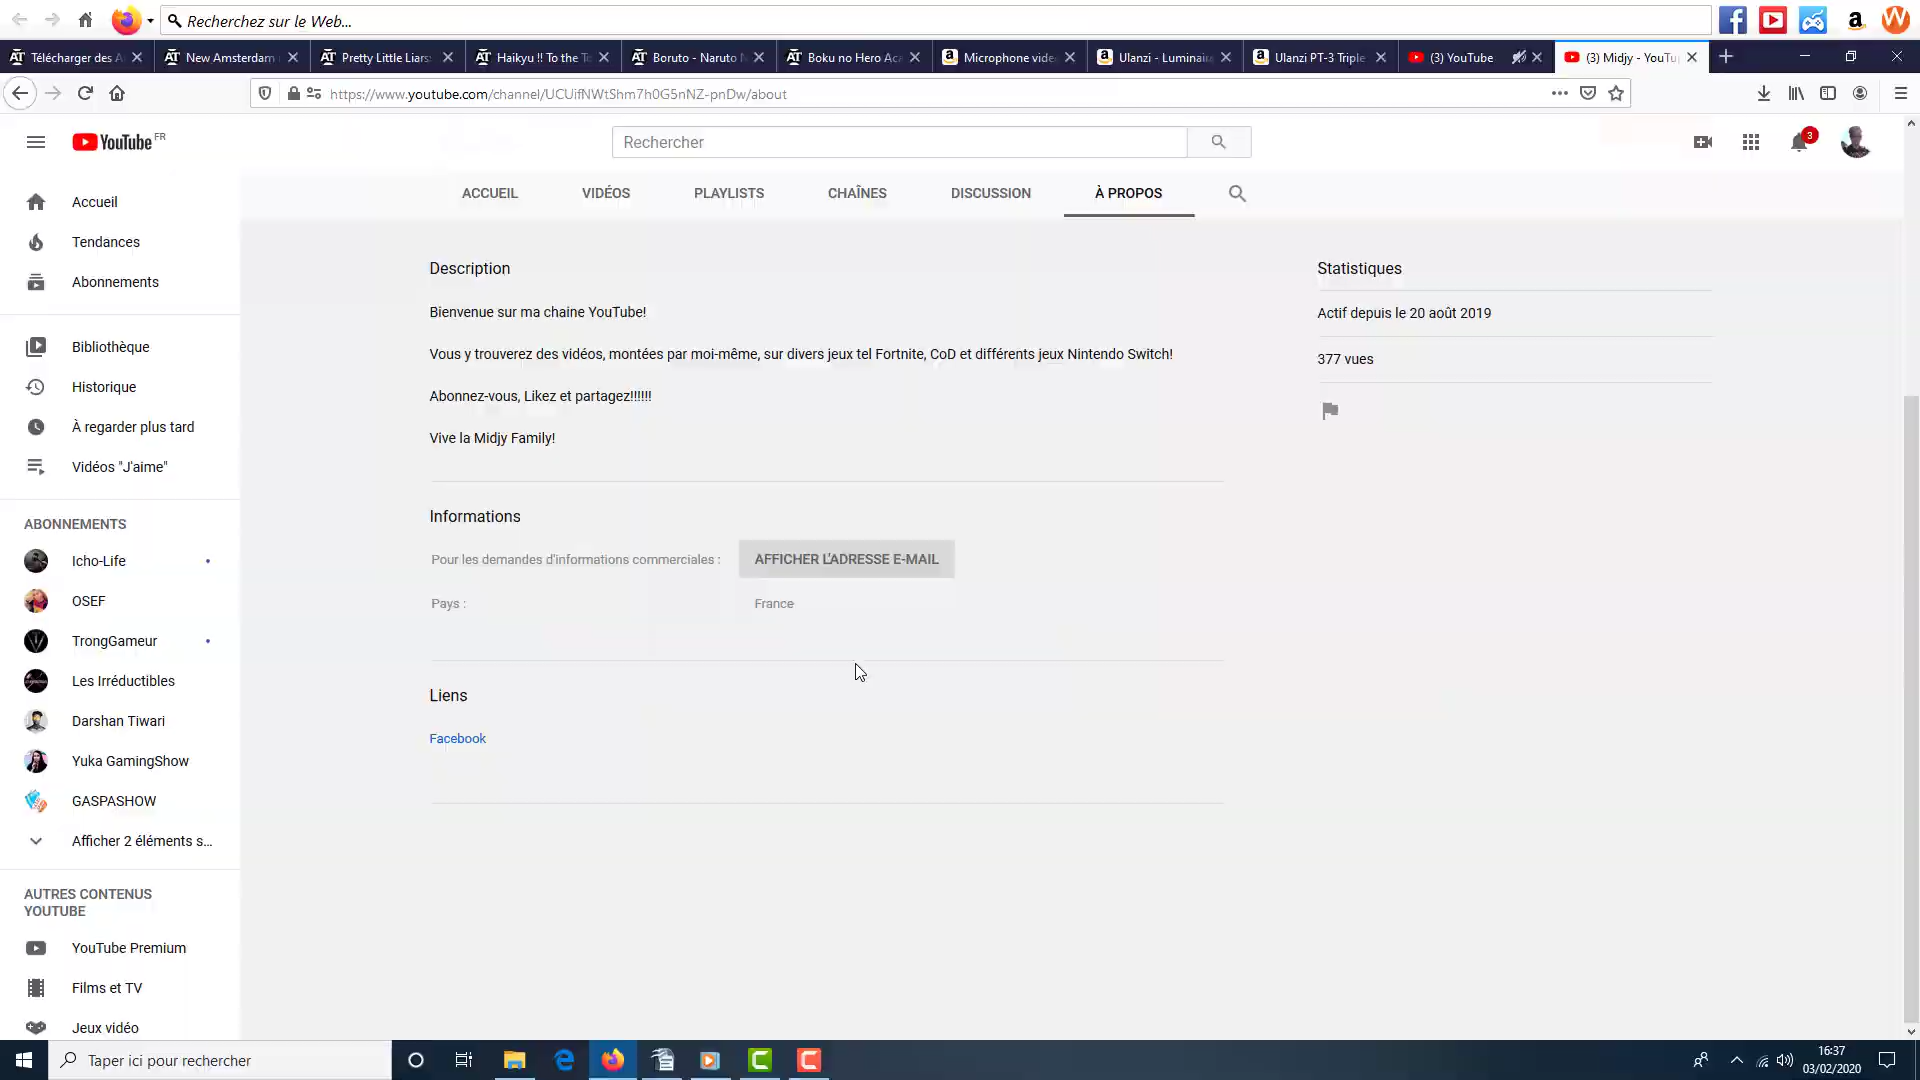 Recherchez sur le Web...
Télécharger des A
New Amsterdam
Pretty Little Liars
Haikyu !! To the To
Boruto - Naruto N
Boku no Hero Aca
Microphone vide
Ulanzi - Luminair
Ulanzi PT-3 Triple
(3) YouTube
(3) Midjy - YouTu
https://www.youtube.com/channel/UCUifNWtShm7h0G5nNZ-pnDw/about
YouTube FR
Rechercher
3
ACCUEIL
VIDÉOS
PLAYLISTS
CHAÎNES
DISCUSSION
À PROPOS
Accueil
Tendances
Abonnements
Bibliothèque
Historique
À regarder plus tard
Vidéos "J'aime"
ABONNEMENTS
Icho-Life
OSEF
TrongGameur
Les Irréductibles
Darshan Tiwari
Yuka GamingShow
GASPASHOW
Afficher 2 éléments s...
AUTRES CONTENUS
YOUTUBE
YouTube Premium
Films et TV
Jeux vidéo
Description
Bienvenue sur ma chaine YouTube!
Vous y trouverez des vidéos, montées par moi-même, sur divers jeux tel Fortnite, CoD et différents jeux Nintendo Switch!
Abonnez-vous, Likez et partagez!!!!!!
Vive la Midjy Family!
Informations
Pour les demandes d'informations commerciales :
AFFICHER L'ADRESSE E-MAIL
Pays :
France
Liens
Facebook
Statistiques
Actif depuis le 20 août 2019
377 vues
Taper ici pour rechercher
16:37
03/02/2020